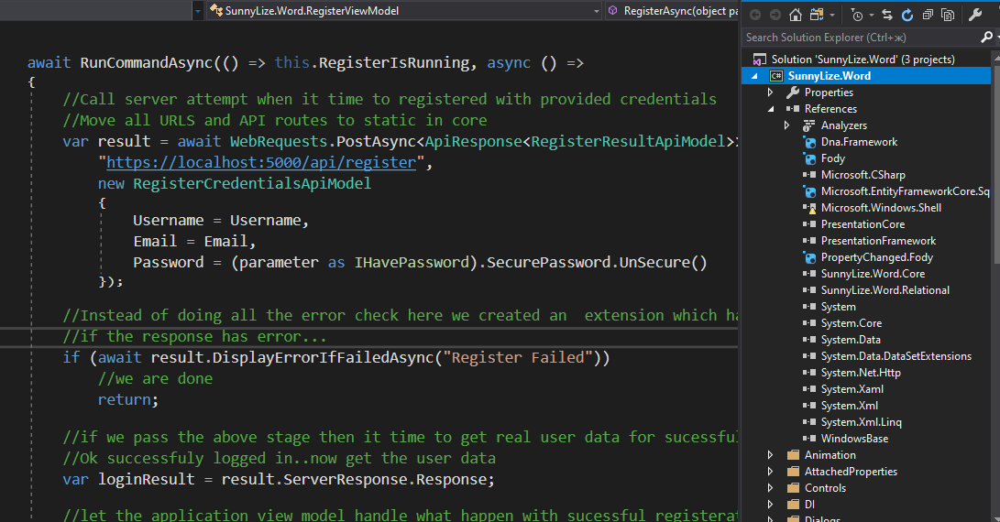 SunnyLize.Word.RegisterViewModel
RegisterAsync(object pa
await RunCommandAsync(() => this.RegisterIsRunning, async () =>
{
//Call server attempt when it time to registered with provided credentials
//Move all URLS and API routes to static in core
var result = await WebRequests.PostAsync<ApiResponse<RegisterResultApiModel>>
"https://localhost:5000/api/register",
new RegisterCredentialsApiModel
{
Username = Username,
Email = Email,
Password = (parameter as IHavePassword).SecurePassword.UnSecure()
});
//Instead of doing all the error check here we created an  extension which ha
//if the response has error...
if (await result.DisplayErrorIfFailedAsync("Register Failed"))
//we are done
return;
//if we pass the above stage then it time to get real user data for sucessful
//Ok successfuly logged in..now get the user data
var loginResult = result.ServerResponse.Response;
//let the application view model handle what happen with sucessful registerat
Search Solution Explorer (Ctrl+ж)
Solution 'SunnyLize.Word' (3 projects)
C# SunnyLize.Word
Properties
References
Analyzers
Dna.Framework
Fody
Microsoft.CSharp
Microsoft.EntityFrameworkCore.Sq
Microsoft.Windows.Shell
PresentationCore
PresentationFramework
PropertyChanged.Fody
SunnyLize.Word.Core
SunnyLize.Word.Relational
System
System.Core
System.Data
System.Data.DataSetExtensions
System.Net.Http
System.Xaml
System.Xml
System.Xml.Linq
WindowsBase
Animation
AttachedProperties
Controls
DI
Dialogs